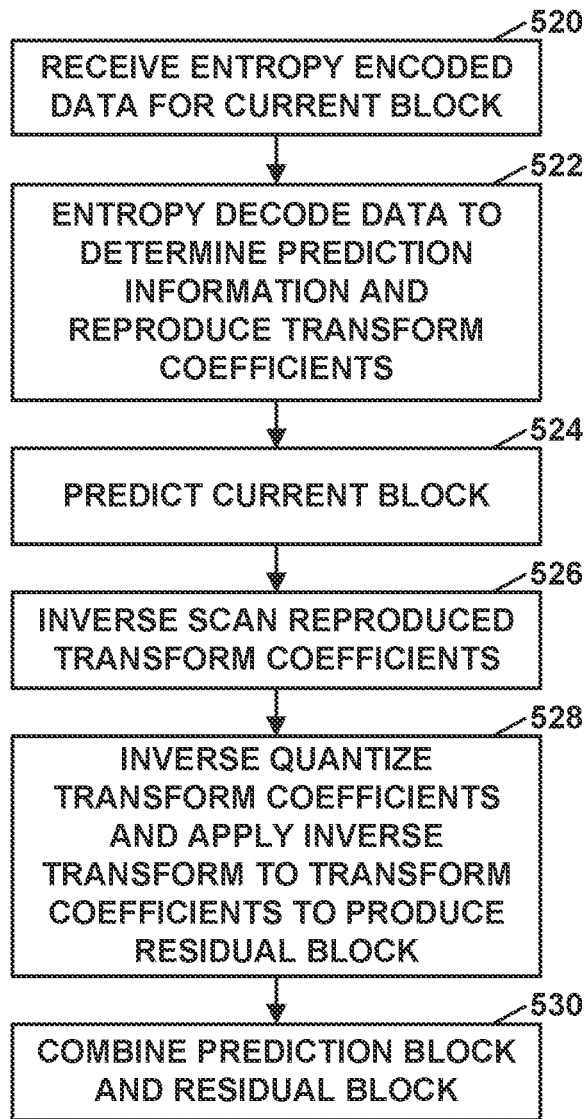 520
RECEIVE ENTROPY ENCODED
DATA FOR CURRENT BLOCK
522
ENTROPY DECODE DATA TO
DETERMINE PREDICTION
INFORMATION AND
REPRODUCE TRANSFORM
COEFFICIENTS
524
PREDICT CURRENT BLOCK
526
INVERSE SCAN REPRODUCED
TRANSFORM COEFFICIENTS
528
INVERSE QUANTIZE
TRANSFORM COEFFICIENTS
AND APPLY INVERSE
TRANSFORM TO TRANSFORM
COEFFICIENTS TO PRODUCE
RESIDUAL BLOCK
530
COMBINE PREDICTION BLOCK
AND RESIDUAL BLOCK